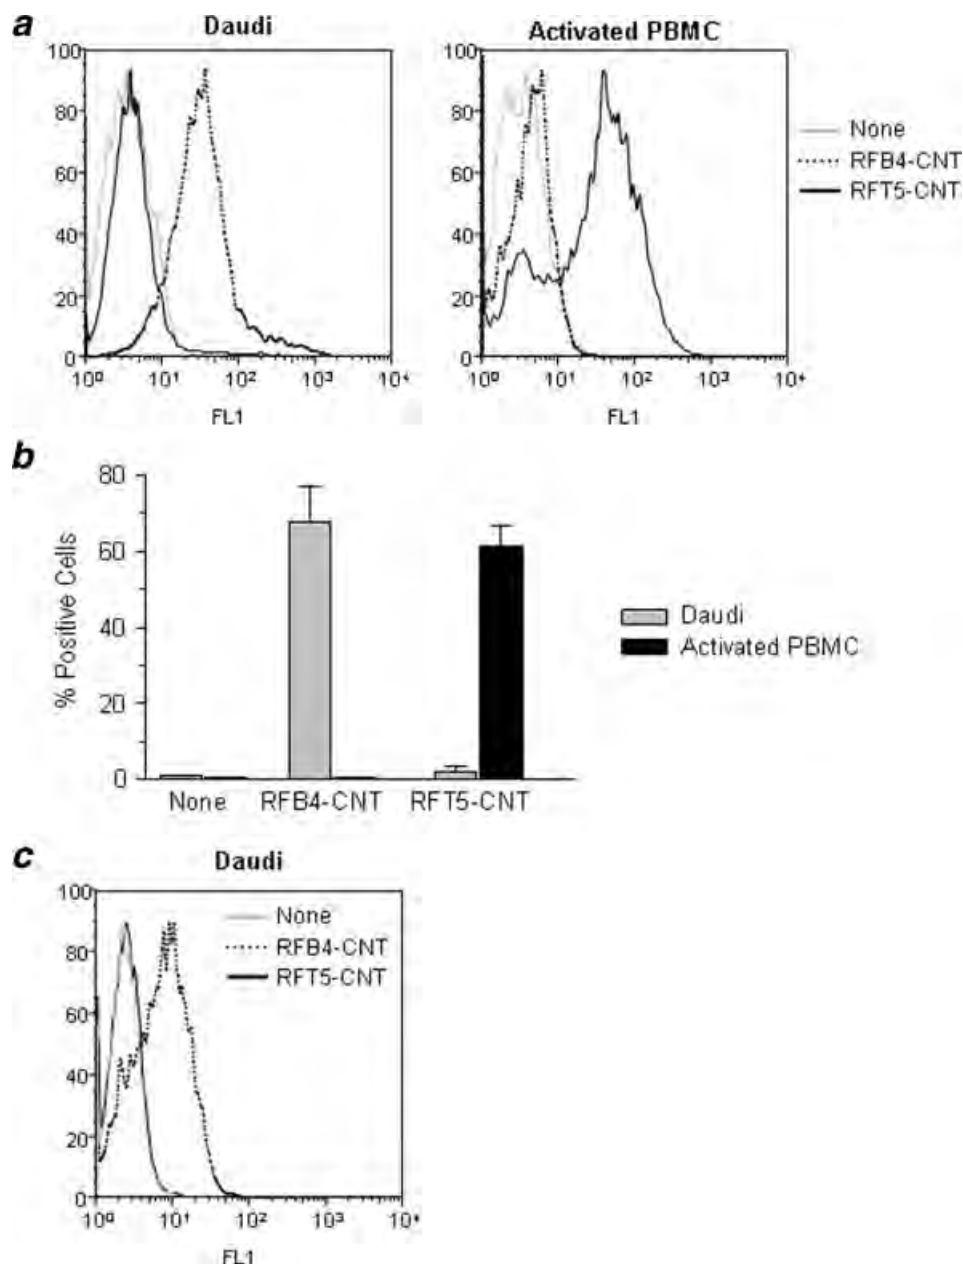 a
Daudi
Activated PBMC
100
80
60
40
20
0
10⁰ 10¹ 10² 10³ 10⁴
FL1
100
80
60
40
20
0
10⁰ 10¹ 10² 10³ 10⁴
FL1
None
RFB4-CNT
RFT5-CNT
b
% Positive Cells
80
60
40
20
0
None RFB4-CNT RFT5-CNT
Daudi
Activated PBMC
c
Daudi
100
80
60
40
20
0
None
RFB4-CNT
RFT5-CNT
10⁰ 10¹ 10² 10³ 10⁴
FL1